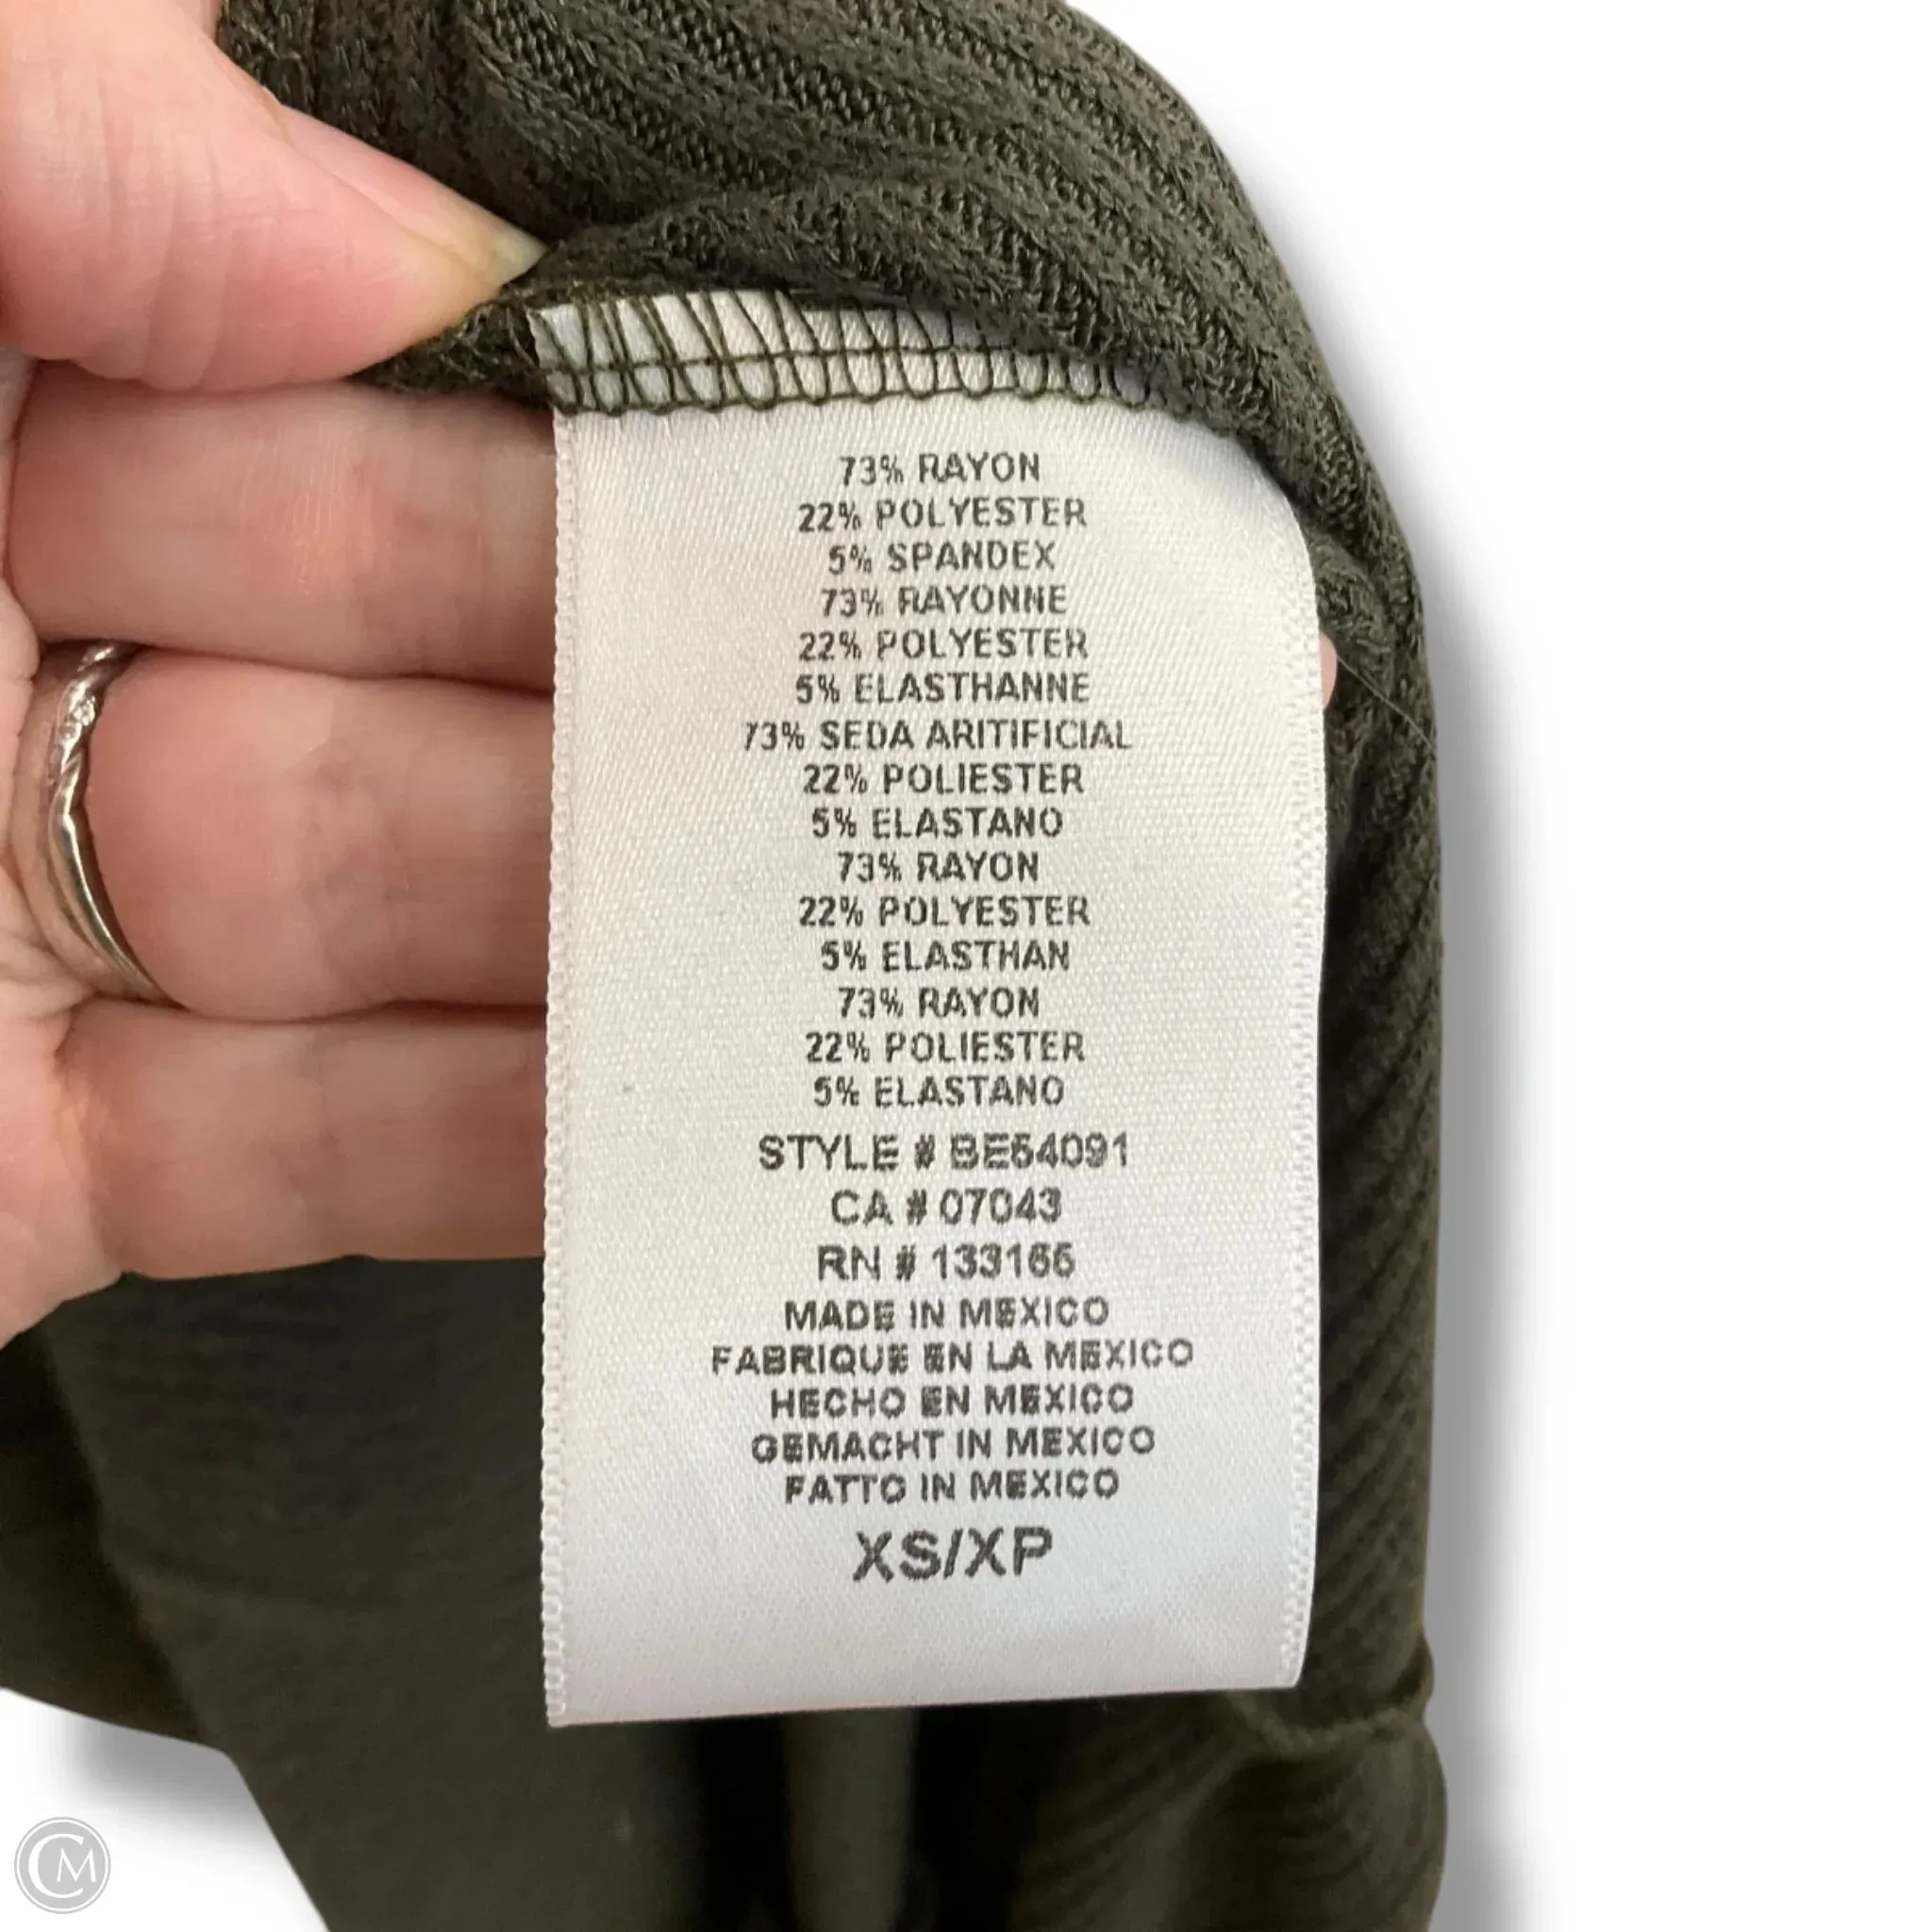 73% RAYON
22% POLYESTER
5% SPANDEX
73% RAYONNE
22% POLYESTER
5% ELASTHANNE
73% SEDA ARITIFICIAL
22% POLIESTER
5% ELASTANO
73% RAYON
22% POLYESTER
5% ELASTHAN
73% RAYON
22% POLIESTER
5% ELASTANO
STYLE #
CA # 07043
RN # 133166
MADE IN MEXICO
FABRIQUE EN LA MEXICO
HECHO EN MEXICO
GEMACHT IN MEXICO
FATTO IN MEXICO
XS/XP
CM